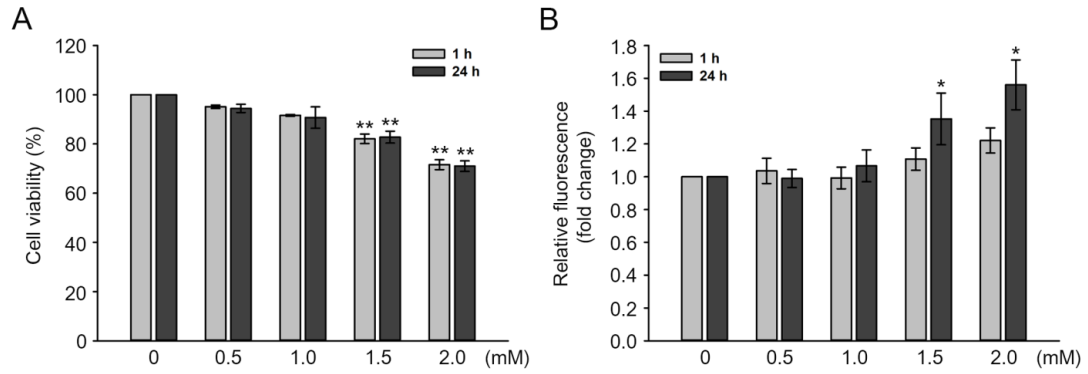 A
Cell viability (%)
120
100
80
60
40
20
0
1 h
24 h
** **
** **
0 0.5 1.0 1.5 2.0 (mM)
B
Relative fluorescence
(fold change)
1.8
1.6
1.4
1.2
1.0
0.8
0.6
0.4
0.2
0.0
1 h
24 h
*
*
0 0.5 1.0 1.5 2.0 (mM)